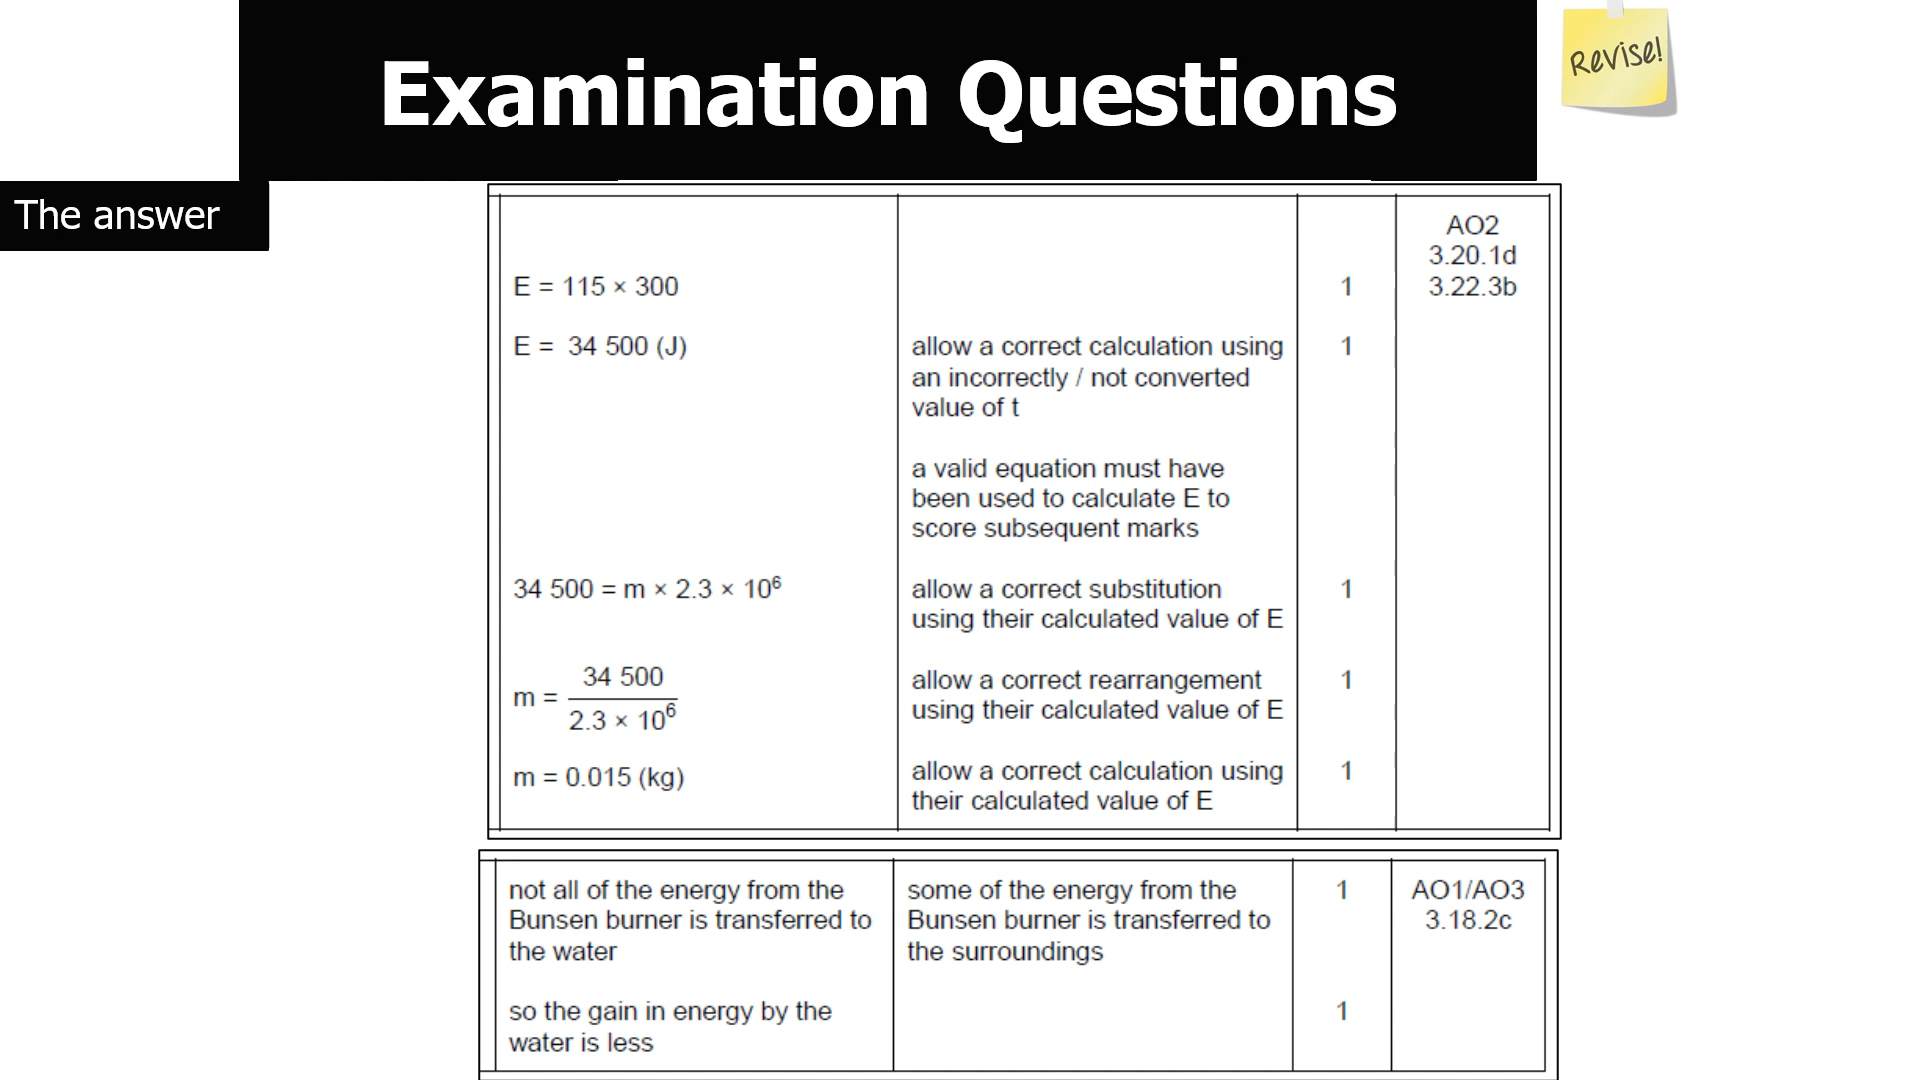 Examination Questions
Revise!
The answer
AO2
3.20.1d
E = 115 × 300 1 3.22.3b
E = 34 500 (J) allow a correct calculation using 1
an incorrectly / not converted
value of t
a valid equation must have
been used to calculate E to
score subsequent marks
34 500 = m × 2.3 × 10⁶ allow a correct substitution 1
using their calculated value of E
m = 34 500 / 2.3 × 10⁶ allow a correct rearrangement 1
using their calculated value of E
m = 0.015 (kg) allow a correct calculation using 1
their calculated value of E
not all of the energy from the some of the energy from the 1 AO1/AO3
Bunsen burner is transferred to Bunsen burner is transferred to 3.18.2c
the water the surroundings
so the gain in energy by the 1
water is less